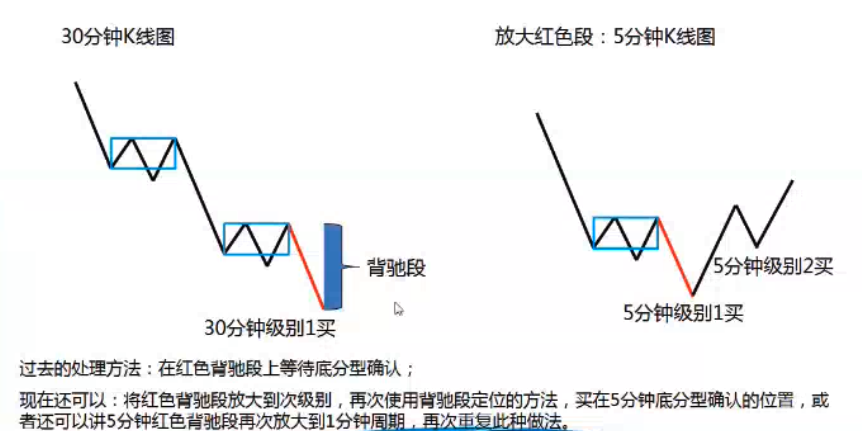 30分钟K线图
放大红色段：5分钟K线图
背驰段
30分钟级别1买
5分钟级别2买
5分钟级别1买
过去的处理方法：在红色背驰段上等待底分型确认；
现在还可以：将红色背驰段放大到次级别，再次使用背驰段定位的方法，买在5分钟底分型确认的位置，或
者还可以讲5分钟红色背驰段再次放大到1分钟周期，再次重复此种做法。